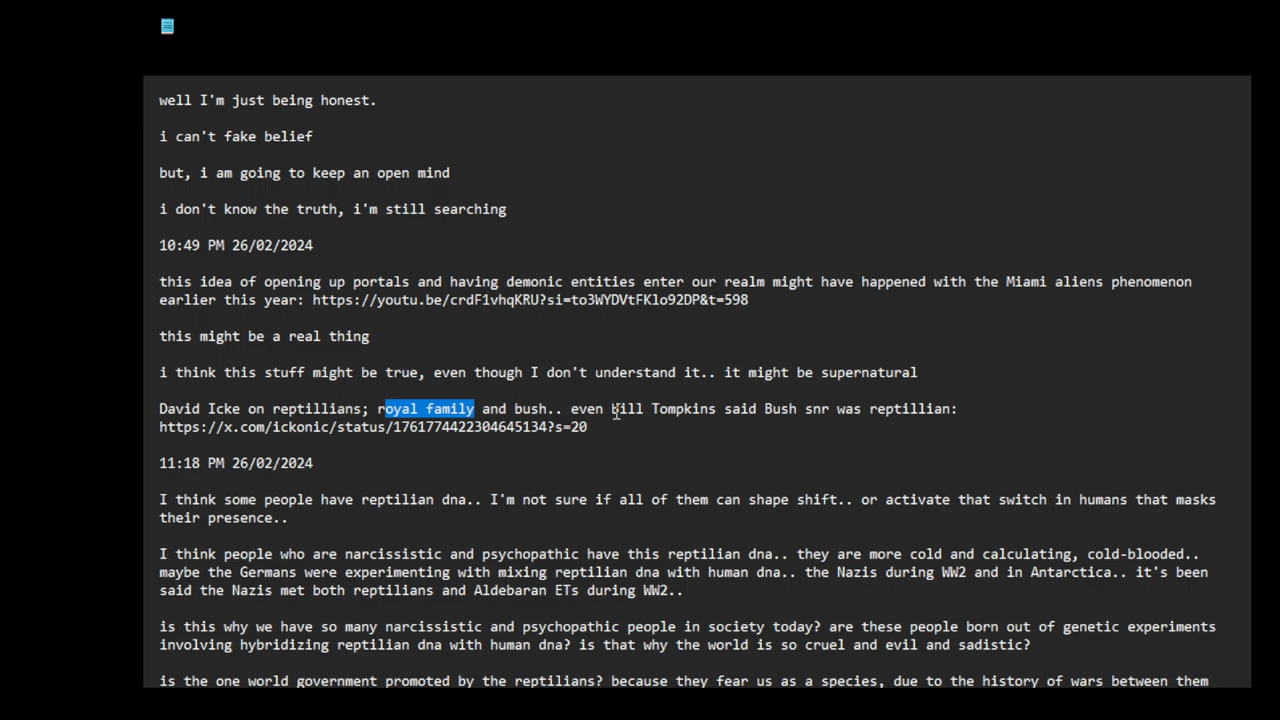 well I'm just being honest.
i can't fake belief
but, i am going to keep an open mind
i don't know the truth, i'm still searching
10:49 PM 26/02/2024
this idea of opening up portals and having demonic entities enter our realm might have happened with the Miami aliens phenomenon
earlier this year: https://youtu.be/crdF1vhqKRU?si=to3WYDVtFKlo92DP&t=598
this might be a real thing
i think this stuff might be true, even though I don't understand it.. it might be supernatural
David Icke on reptillians; royal family and bush.. even bill Tompkins said Bush snr was reptillian:
https://x.com/ickonic/status/1761774422304645134?s=20
11:18 PM 26/02/2024
I think some people have reptilian dna.. I'm not sure if all of them can shape shift.. or activate that switch in humans that masks
their presence..
I think people who are narcissistic and psychopathic have this reptilian dna.. they are more cold and calculating, cold-blooded..
maybe the Germans were experimenting with mixing reptilian dna with human dna.. the Nazis during WW2 and in Antarctica.. it's been
said the Nazis met both reptilians and Aldebaran ETs during WW2..
is this why we have so many narcissistic and psychopathic people in society today? are these people born out of genetic experiments
involving hybridizing reptilian dna with human dna? is that why the world is so cruel and evil and sadistic?
is the one world government promoted by the reptilians? because they fear us as a species, due to the history of wars between them